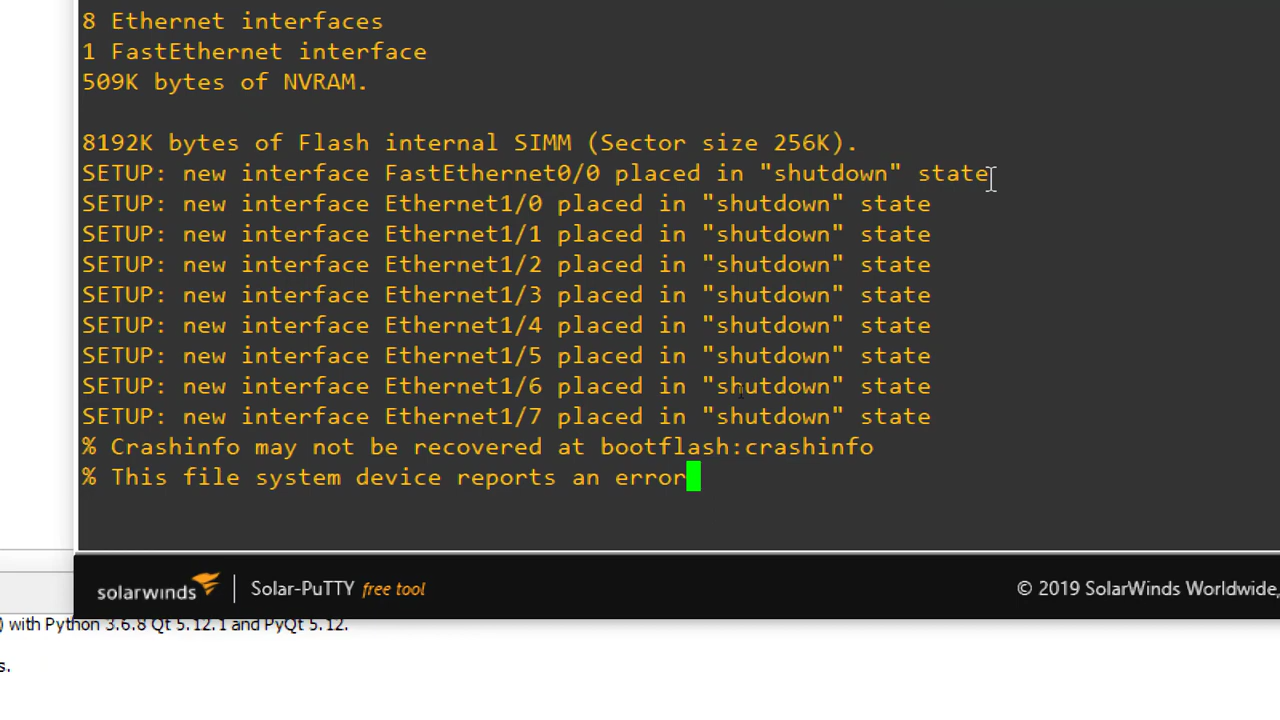 8 Ethernet interfaces
1 FastEthernet interface
509K bytes of NVRAM.
8192K bytes of Flash internal SIMM (Sector size 256K).
SETUP: new interface FastEthernet0/0 placed in "shutdown" state
SETUP: new interface Ethernet1/0 placed in "shutdown" state
SETUP: new interface Ethernet1/1 placed in "shutdown" state
SETUP: new interface Ethernet1/2 placed in "shutdown" state
SETUP: new interface Ethernet1/3 placed in "shutdown" state
SETUP: new interface Ethernet1/4 placed in "shutdown" state
SETUP: new interface Ethernet1/5 placed in "shutdown" state
SETUP: new interface Ethernet1/6 placed in "shutdown" state
SETUP: new interface Ethernet1/7 placed in "shutdown" state
% Crashinfo may not be recovered at bootflash:crashinfo
% This file system device reports an error
solarwinds Solar-PuTTY free tool © 2019 SolarWinds Worldwide,
) with Python 3.6.8 Qt 5.12.1 and PyQt 5.12.
s.